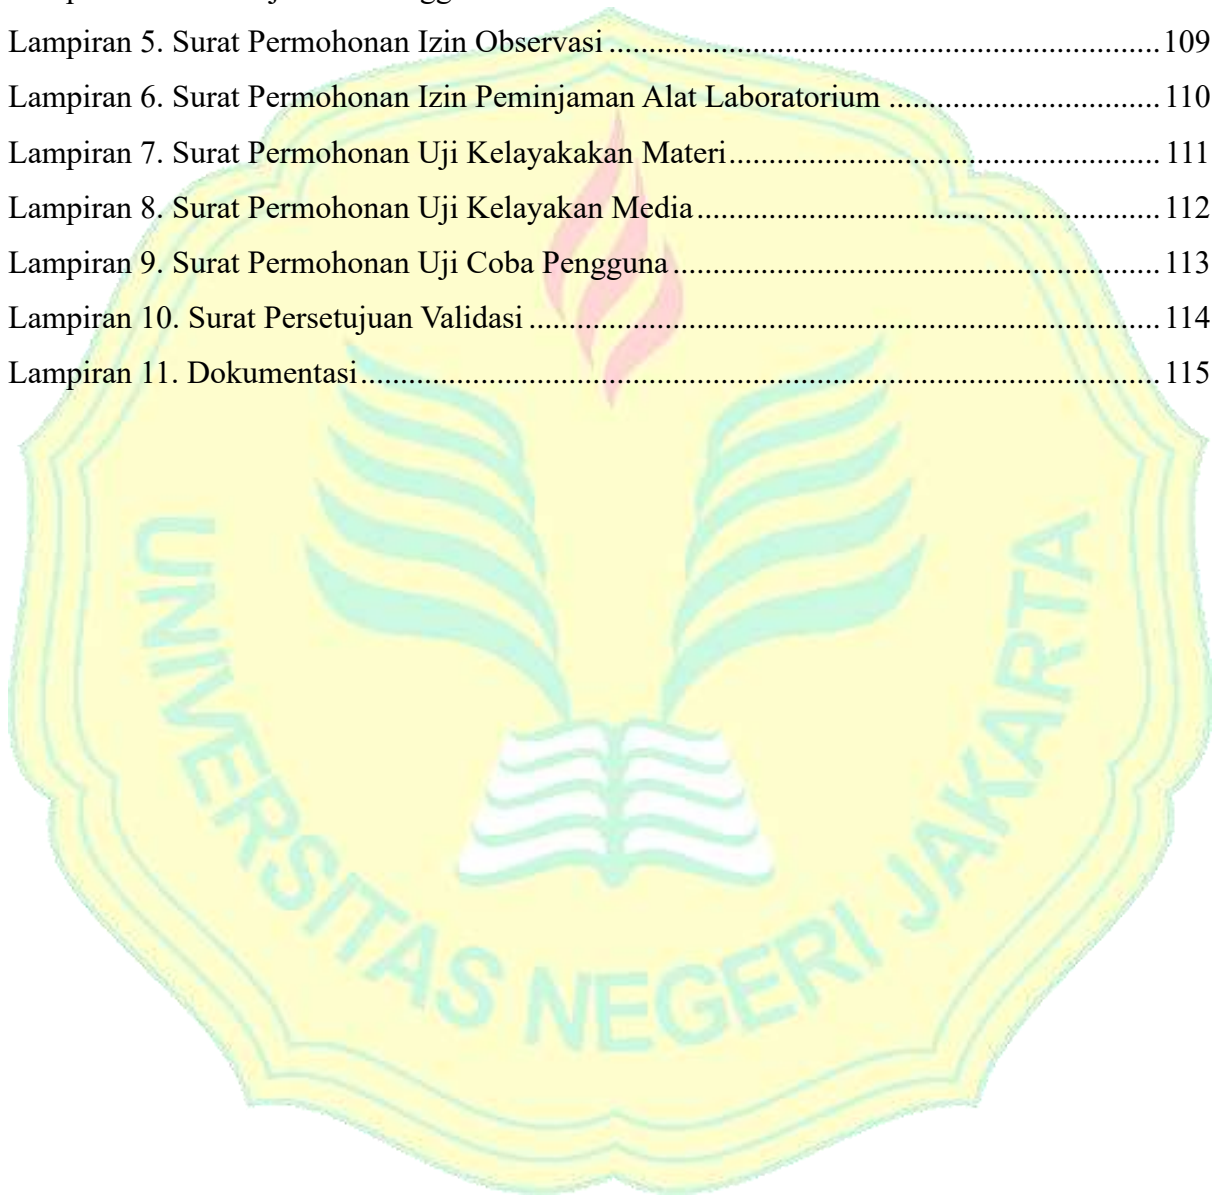 Lampiran 5. Surat Permohonan Izin Observasi ........................................................................ 109
Lampiran 6. Surat Permohonan Izin Peminjaman Alat Laboratorium .................................. 110
Lampiran 7. Surat Permohonan Uji Kelayakakan Materi....................................................... 111
Lampiran 8. Surat Permohonan Uji Kelayakan Media........................................................... 112
Lampiran 9. Surat Permohonan Uji Coba Pengguna.............................................................. 113
Lampiran 10. Surat Persetujuan Validasi ................................................................................ 114
Lampiran 11. Dokumentasi..................................................................................................... 115
UNIVERSITAS NEGERI JAKARTA